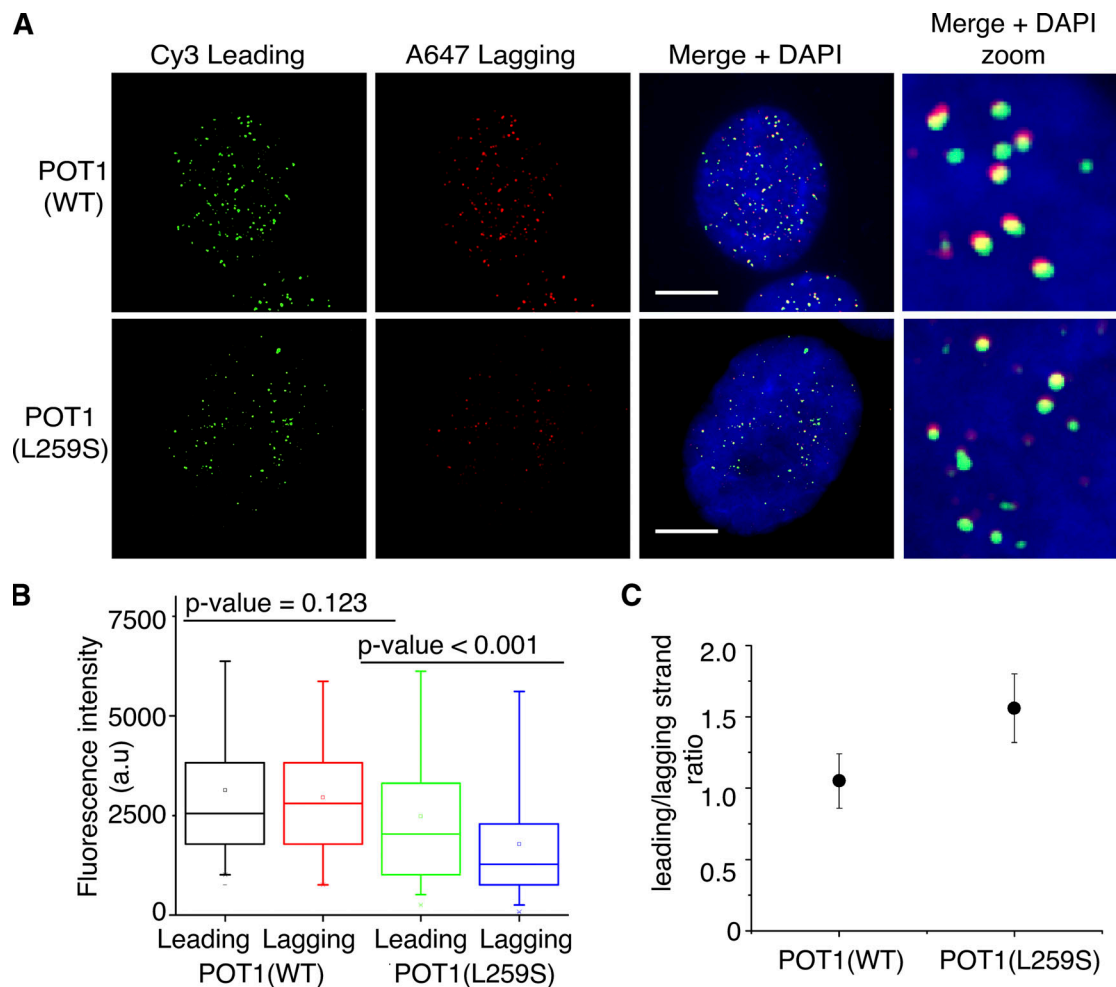 A
Cy3 Leading
A647 Lagging
Merge + DAPI
Merge + DAPI
zoom
POT1
(WT)
POT1
(L259S)
B
p-value = 0.123
p-value < 0.001
Fluorescence intensity
(a.u)
7500
5000
2500
0
Leading
Lagging
Leading
Lagging
POT1(WT)
POT1(L259S)
C
leading/lagging strand
ratio
2.0
1.5
1.0
0.5
0
POT1(WT)
POT1(L259S)